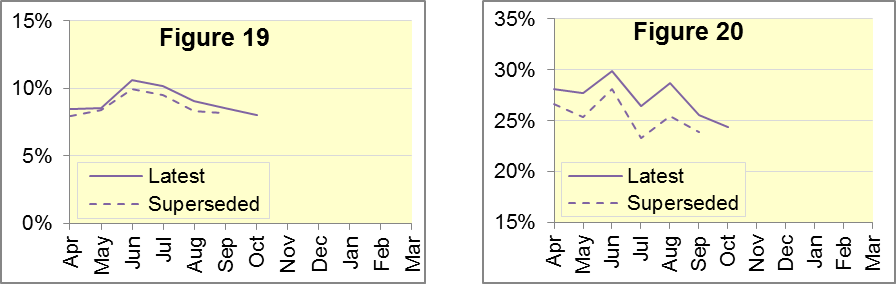 Figure 19
15%
10%
5%
0%
Latest
Superseded
Apr
May
Jun
Jul
Aug
Sep
Oct
Nov
Dec
Jan
Feb
Mar
Figure 20
35%
30%
25%
20%
15%
Latest
Superseded
Apr
May
Jun
Jul
Aug
Sep
Oct
Nov
Dec
Jan
Feb
Mar